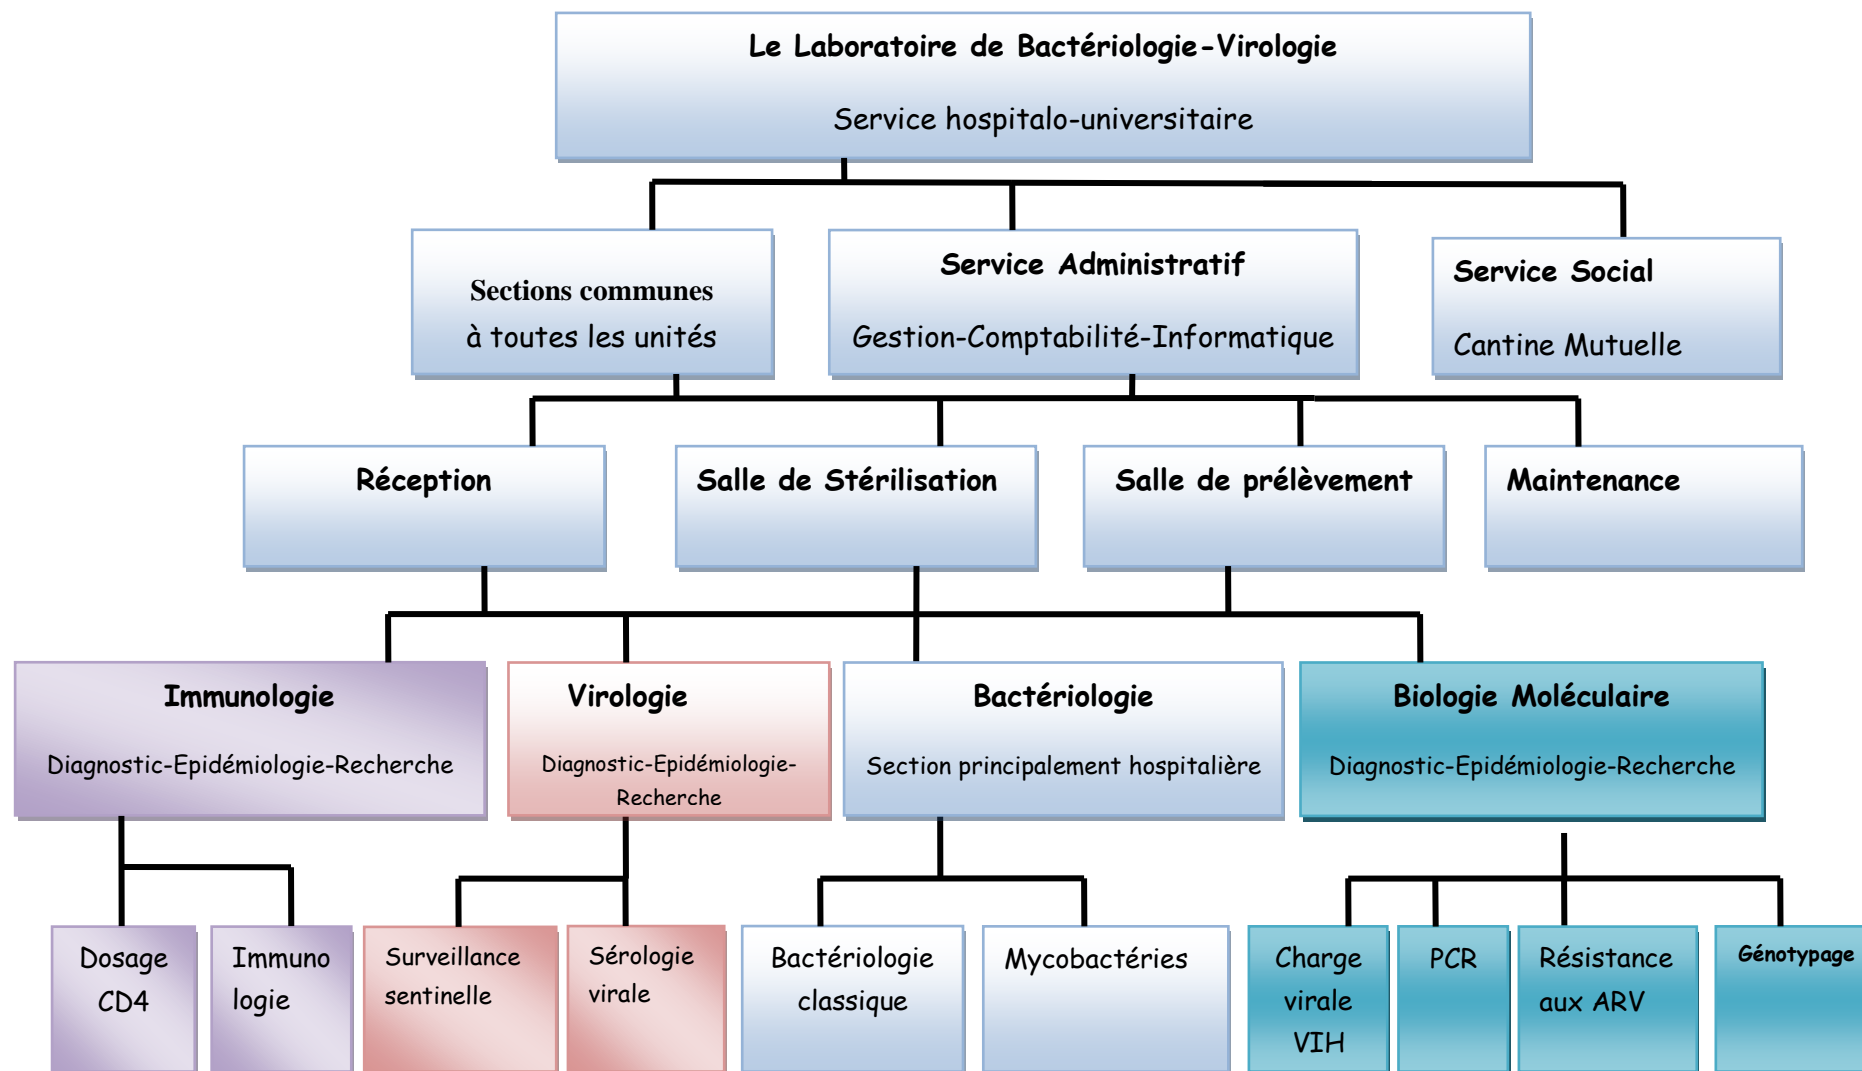 Le Laboratoire de Bactériologie-Virologie
Service hospitalo-universitaire
Sections communes
à toutes les unités
Service Administratif
Gestion-Comptabilité-Informatique
Service Social
Cantine Mutuelle
Réception
Salle de Stérilisation
Salle de prélèvement
Maintenance
Immunologie
Diagnostic-Epidémiologie-Recherche
Virologie
Diagnostic-Epidémiologie-
Recherche
Bactériologie
Section principalement hospitalière
Biologie Moléculaire
Diagnostic-Epidémiologie-Recherche
Dosage
CD4
Immuno
logie
Surveillance
sentinelle
Sérologie
virale
Bactériologie
classique
Mycobactéries
Charge
virale
VIH
PCR
Résistance
aux ARV
Génotypage